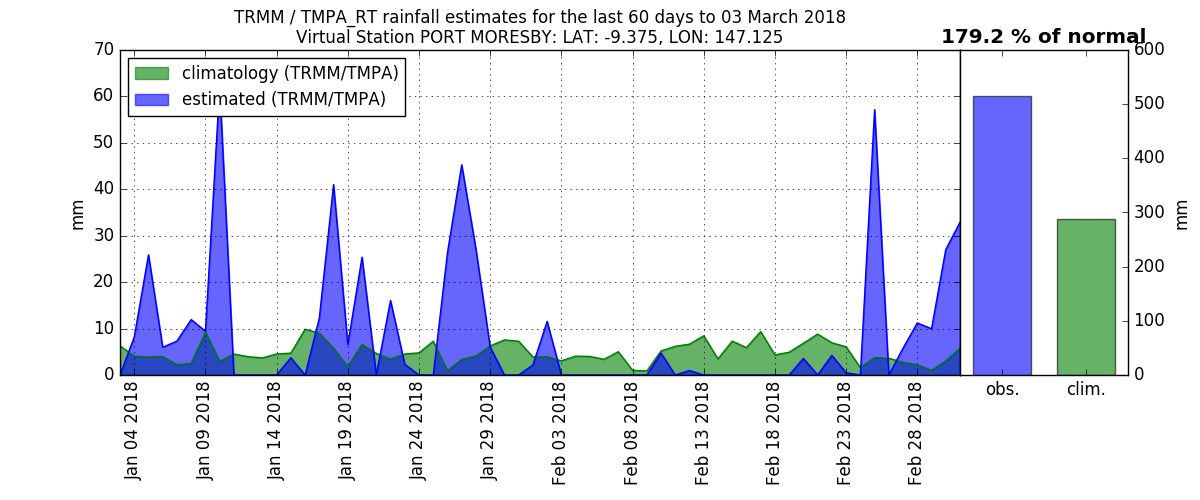 TRMM / TMPA_RT rainfall estimates for the last 60 days to 03 March 2018
Virtual Station PORT MORESBY: LAT: -9.375, LON: 147.125
179.2 % of normal
climatology (TRMM/TMPA)
estimated (TRMM/TMPA)
mm
70
60
50
40
30
20
10
0
Jan 04 2018
Jan 09 2018
Jan 14 2018
Jan 19 2018
Jan 24 2018
Jan 29 2018
Feb 03 2018
Feb 08 2018
Feb 13 2018
Feb 18 2018
Feb 23 2018
Feb 28 2018
obs.
clim.
600
500
400
300
200
100
0
mm